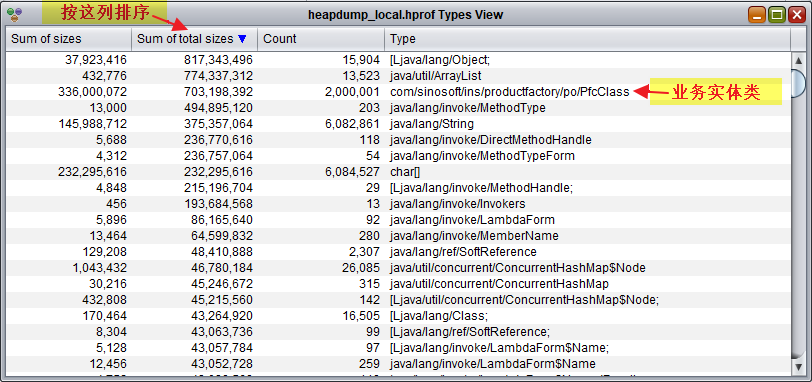 按这列排序
heapdump_local.hprof Types View
Sum of sizes Sum of total sizes Count Type
37,923,416 817,343,496 15,904 [Ljava/lang/Object;
432,776 774,337,312 13,523 java/util/ArrayList
336,000,072 703,198,392 2,000,001 com/sinosoft/ins/productfactory/po/PfcClass 业务实体类
13,000 494,895,120 203 java/lang/invoke/MethodType
145,988,712 375,357,064 6,082,861 java/lang/String
5,688 236,770,616 118 java/lang/invoke/DirectMethodHandle
4,312 236,757,064 54 java/lang/invoke/MethodTypeForm
232,295,616 232,295,616 6,084,527 char[]
4,848 215,196,704 29 [Ljava/lang/invoke/MethodHandle;
456 193,684,568 13 java/lang/invoke/Invokers
5,896 86,165,640 92 java/lang/invoke/LambdaForm
13,464 64,599,832 280 java/lang/invoke/MemberName
129,208 48,410,888 2,307 java/lang/ref/SoftReference
1,043,432 46,780,184 26,085 java/util/concurrent/ConcurrentHashMap$Node
30,216 45,246,672 315 java/util/concurrent/ConcurrentHashMap
432,808 45,215,560 142 [Ljava/util/concurrent/ConcurrentHashMap$Node;
170,464 43,264,920 16,505 [Ljava/lang/Class;
8,304 43,063,736 99 [Ljava/lang/ref/SoftReference;
5,128 43,057,784 97 [Ljava/lang/invoke/LambdaForm$Name;
12,456 43,052,728 259 java/lang/invoke/LambdaForm$Name